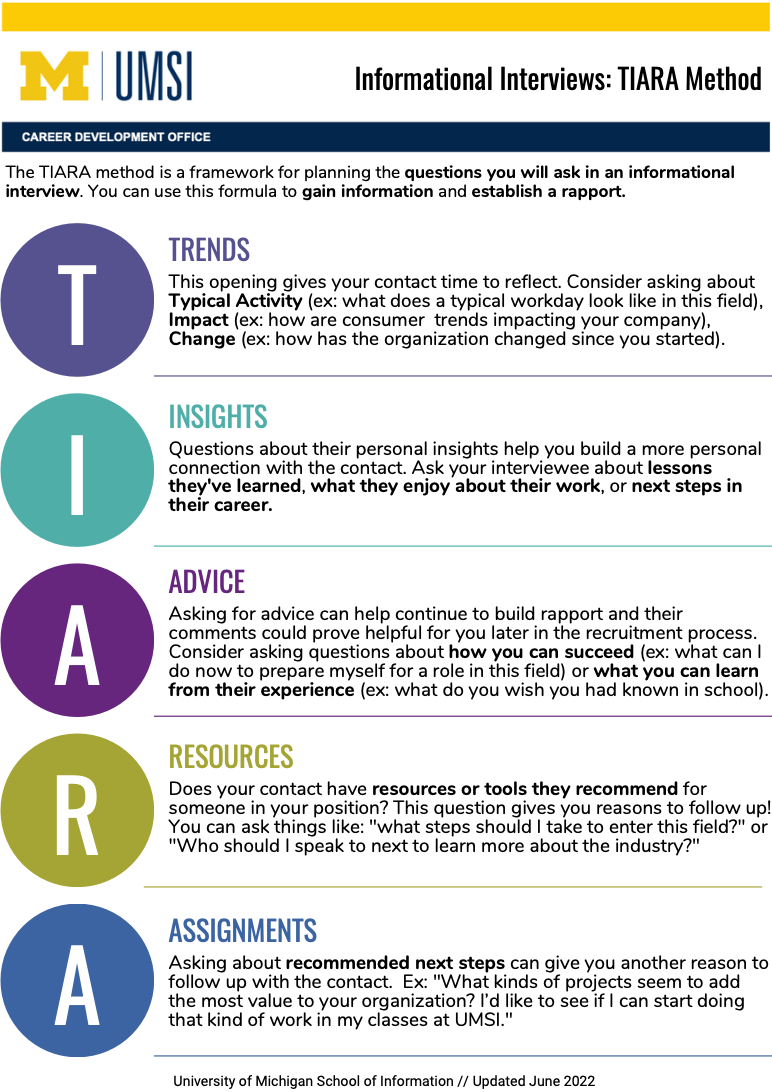 M | UMSI
Informational Interviews: TIARA Method
CAREER DEVELOPMENT OFFICE
The TIARA method is a framework for planning the questions you will ask in an informational
interview. You can use this formula to gain information and establish a rapport.
T
TRENDS
This opening gives your contact time to reflect. Consider asking about
Typical Activity (ex: what does a typical workday look like in this field),
Impact (ex: how are consumer  trends impacting your company),
Change (ex: how has the organization changed since you started).
I
INSIGHTS
Questions about their personal insights help you build a more personal
connection with the contact. Ask your interviewee about lessons
they've learned, what they enjoy about their work, or next steps in
their career.
A
ADVICE
Asking for advice can help continue to build rapport and their
comments could prove helpful for you later in the recruitment process.
Consider asking questions about how you can succeed (ex: what can I
do now to prepare myself for a role in this field) or what you can learn
from their experience (ex: what do you wish you had known in school).
R
RESOURCES
Does your contact have resources or tools they recommend for
someone in your position? This question gives you reasons to follow up!
You can ask things like: "what steps should I take to enter this field?" or
"Who should I speak to next to learn more about the industry?"
A
ASSIGNMENTS
Asking about recommended next steps can give you another reason to
follow up with the contact.  Ex: "What kinds of projects seem to add
the most value to your organization? I'd like to see if I can start doing
that kind of work in my classes at UMSI."
University of Michigan School of Information // Updated June 2022